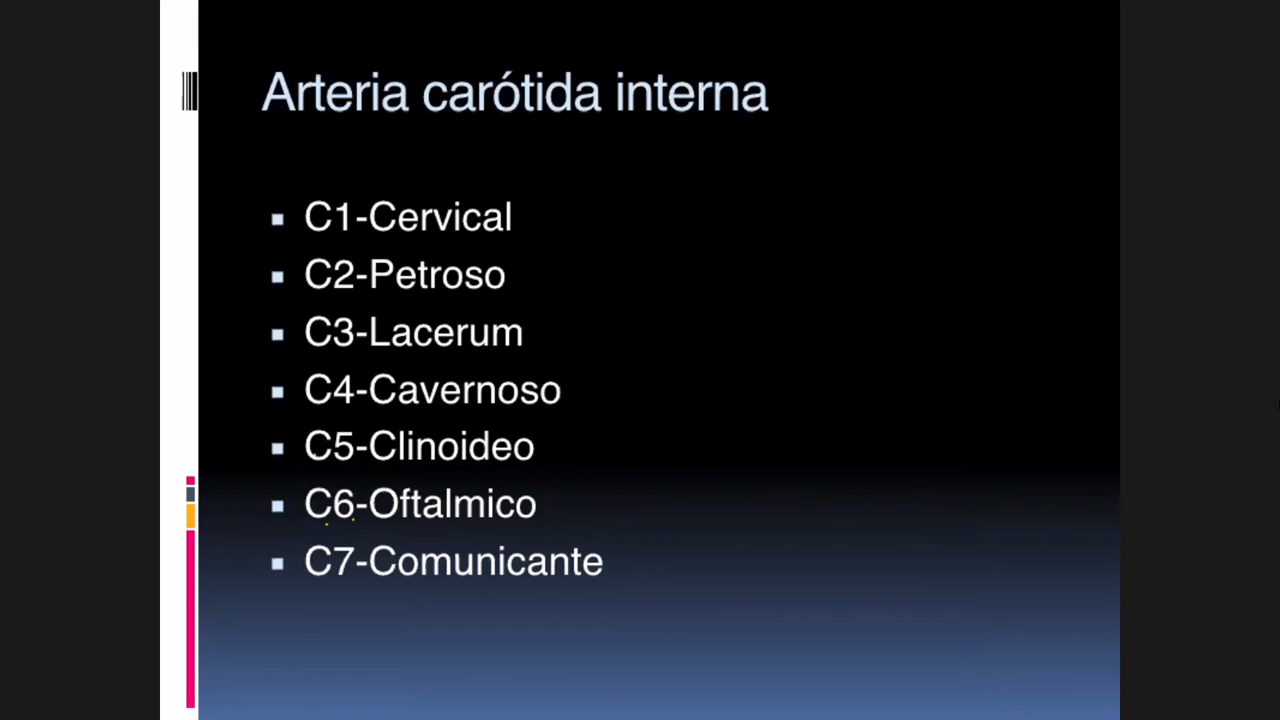 Arteria carótida interna
C1-Cervical
C2-Petroso
C3-Lacerum
C4-Cavernoso
C5-Clinoideo
C6-Oftalmico
C7-Comunicante